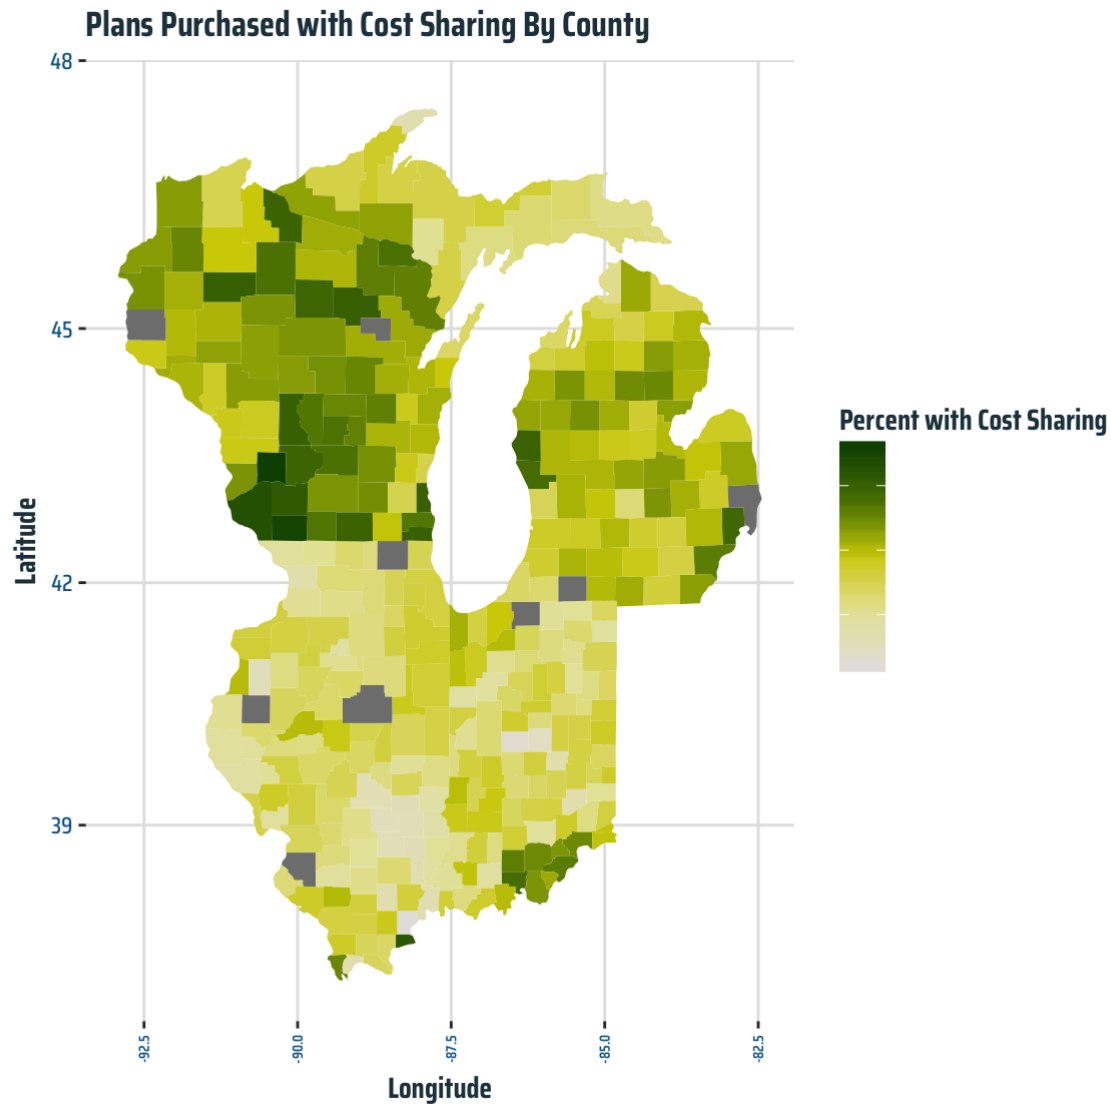 Plans Purchased with Cost Sharing By County
48
45
42
39
Latitude
-92.5
-90.0
-87.5
-85.0
-82.5
Longitude
Percent with Cost Sharing